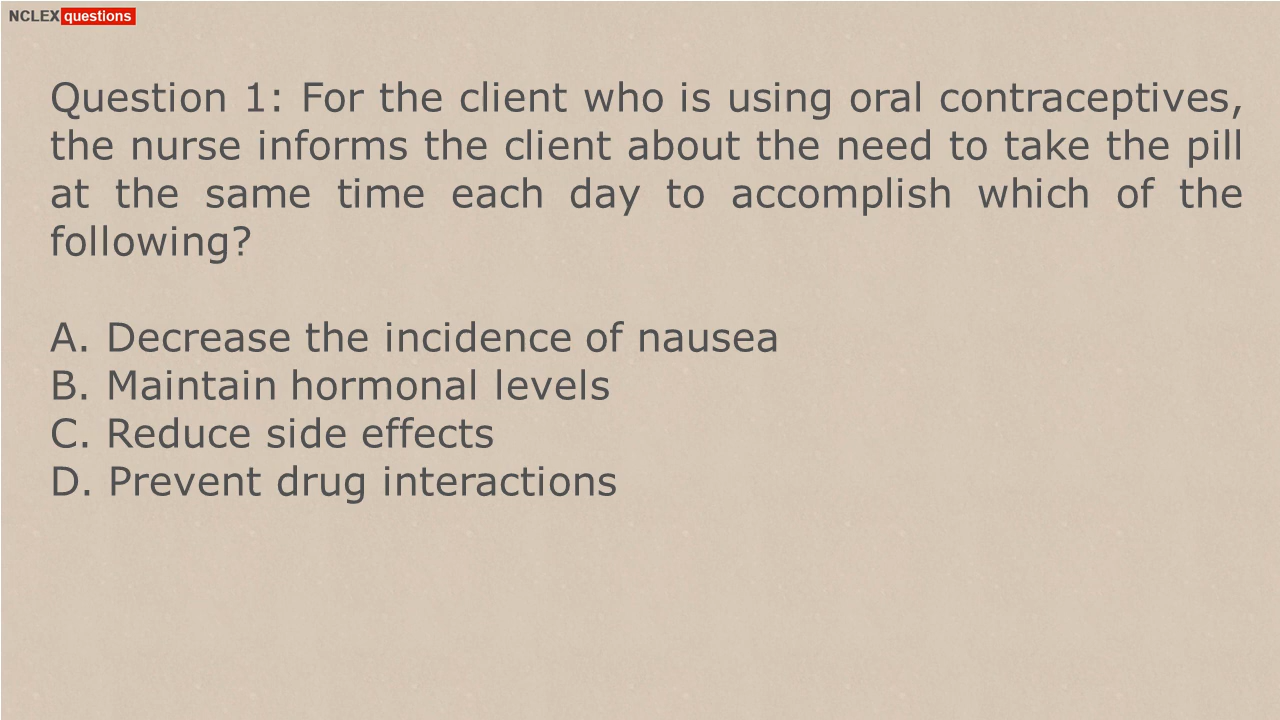 NCLEX questions
Question 1: For the client who is using oral contraceptives,
the nurse informs the client about the need to take the pill
at the same time each day to accomplish which of the
following?
A. Decrease the incidence of nausea
B. Maintain hormonal levels
C. Reduce side effects
D. Prevent drug interactions